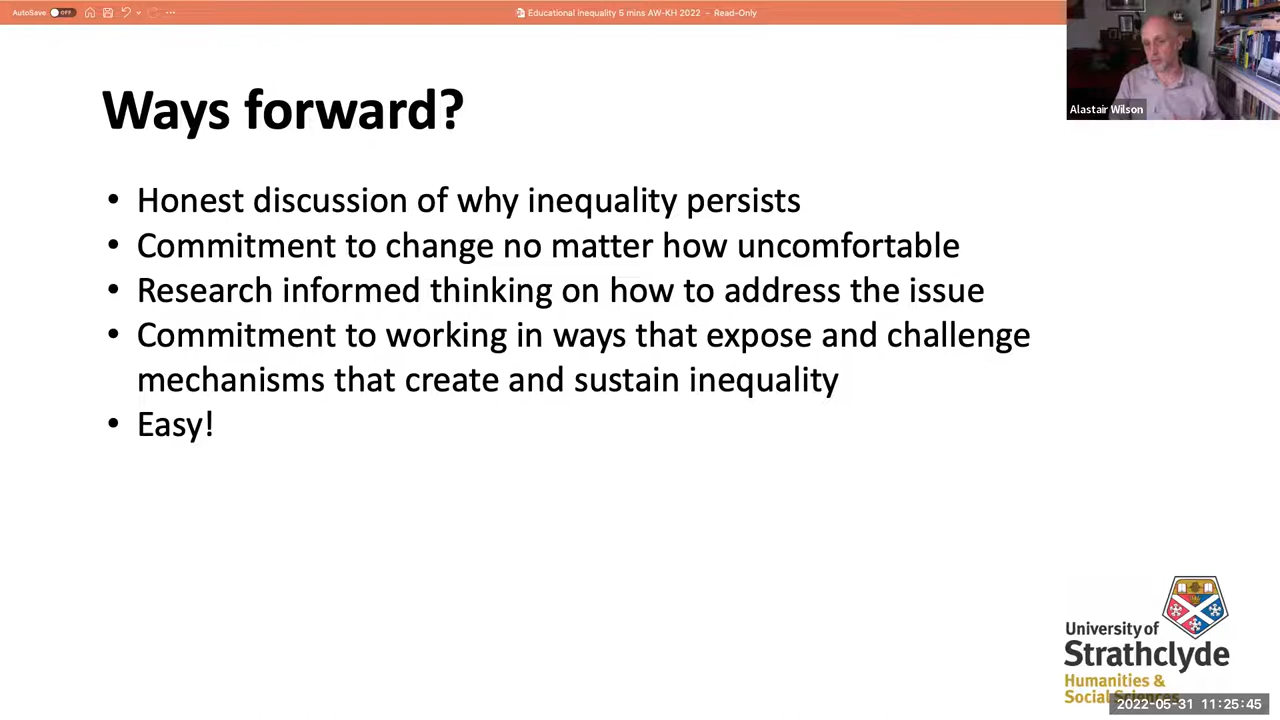 AutoSave OFF
Educational inequality 5 mins AW-KH 2022 – Read-Only
Alastair Wilson
Ways forward?
• Honest discussion of why inequality persists
• Commitment to change no matter how uncomfortable
• Research informed thinking on how to address the issue
• Commitment to working in ways that expose and challenge
mechanisms that create and sustain inequality
• Easy!
University of
Strathclyde
Humanities &
Social Sciences
2022-05-31 11:25:45